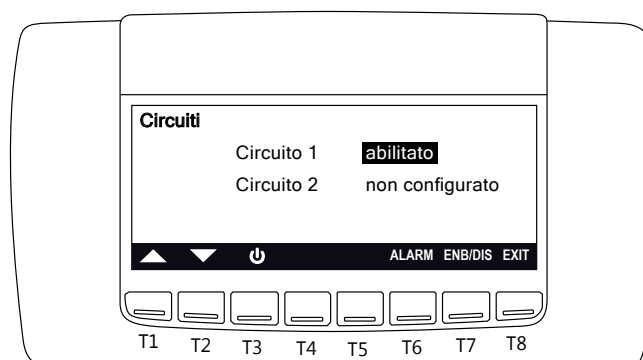 Circuiti
Circuito 1 abilitato
Circuito 2 non configurato
ALARM ENB/DIS EXIT
T1 T2 T3 T4 T5 T6 T7 T8